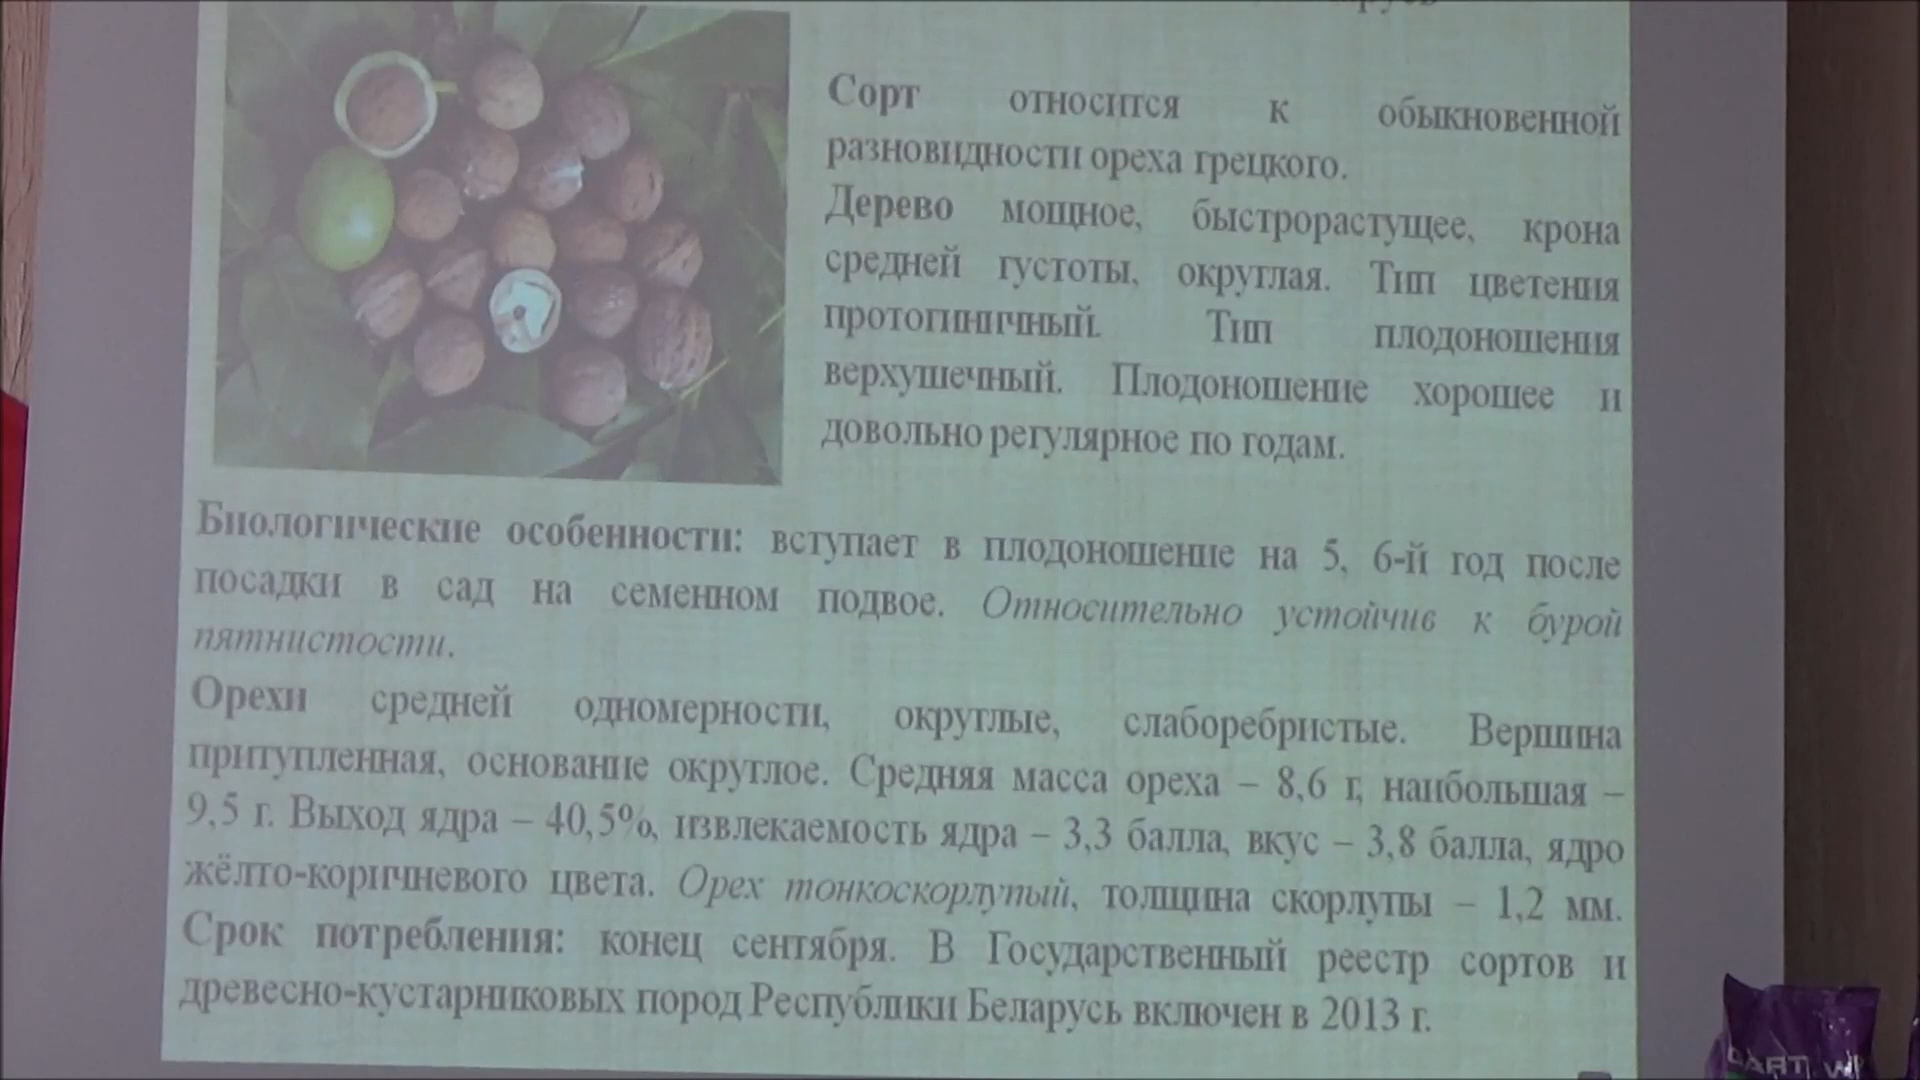 Сорт относится к обыкновенной
разновидности ореха грецкого.
Дерево мощное, быстрорастущее, крона
средней густоты, округлая. Тип цветения
протогиничный. Тип плодоношения
верхушечный. Плодоношение хорошее и
довольно регулярное по годам.
Биологические особенности: вступает в плодоношение на 5, 6-й год после
посадки в сад на семенном подвое. Относительно устойчив к бурой
пятнистости.
Орехи средней одномерности, округлые, слаборебристые. Вершина
притупленная, основание округлое. Средняя масса ореха – 8,6 г, наибольшая –
9,5 г. Выход ядра – 40,5%, извлекаемость ядра – 3,3 балла, вкус – 3,8 балла, ядро
жёлто-коричневого цвета. Орех тонкоскорлупый, толщина скорлупы – 1,2 мм.
Срок потребления: конец сентября. В Государственный реестр сортов и
древесно-кустарниковых пород Республики Беларусь включен в 2013 г.